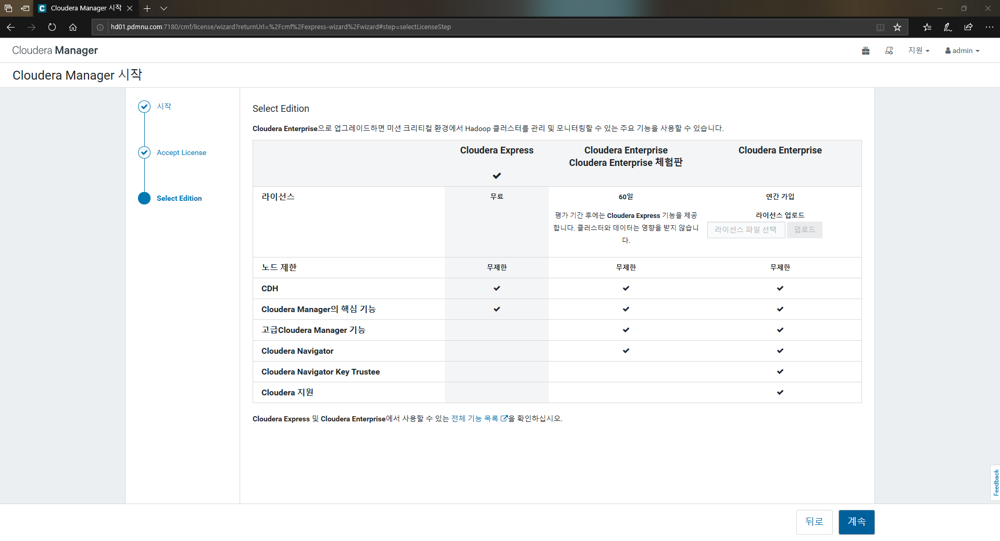 Cloudera Manager 시작
hd01.pdmnu.com:7180/cmf/license/wizard?returnUrl=%2Fcmf%2Fexpress-wizard%2Fwizard#step=selectLicenseStep
Cloudera Manager
지원
admin
Cloudera Manager 시작
시작
Accept License
Select Edition
Select Edition
Cloudera Enterprise으로 업그레이드하면 미션 크리티컬 환경에서 Hadoop 클러스터를 관리 및 모니터링할 수 있는 주요 기능을 사용할 수 있습니다.
Cloudera Express
Cloudera Enterprise
Cloudera Enterprise 체험판
Cloudera Enterprise
라이선스
무료
60일
평가 기간 후에는 Cloudera Express 기능을 제공
합니다. 클러스터와 데이터는 영향을 받지 않습니
다.
연간 가입
라이선스 업로드
라이선스 파일 선택 업로드
노드 제한 무제한 무제한 무제한
CDH
Cloudera Manager의 핵심 기능
고급Cloudera Manager 기능
Cloudera Navigator
Cloudera Navigator Key Trustee
Cloudera 지원
Cloudera Express 및 Cloudera Enterprise에서 사용할 수 있는 전체 기능 목록을 확인하십시오.
Feedback
뒤로 계속